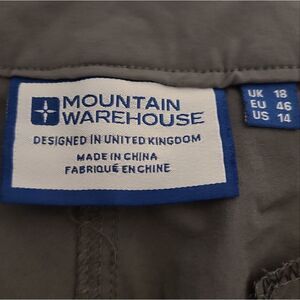 MOUNTAIN
WAREHOUSE
DESIGNED IN UNITED KINGDOM
MADE IN CHINA
FABRIQUÉ EN CHINE
UK 18
EU 46
US 14